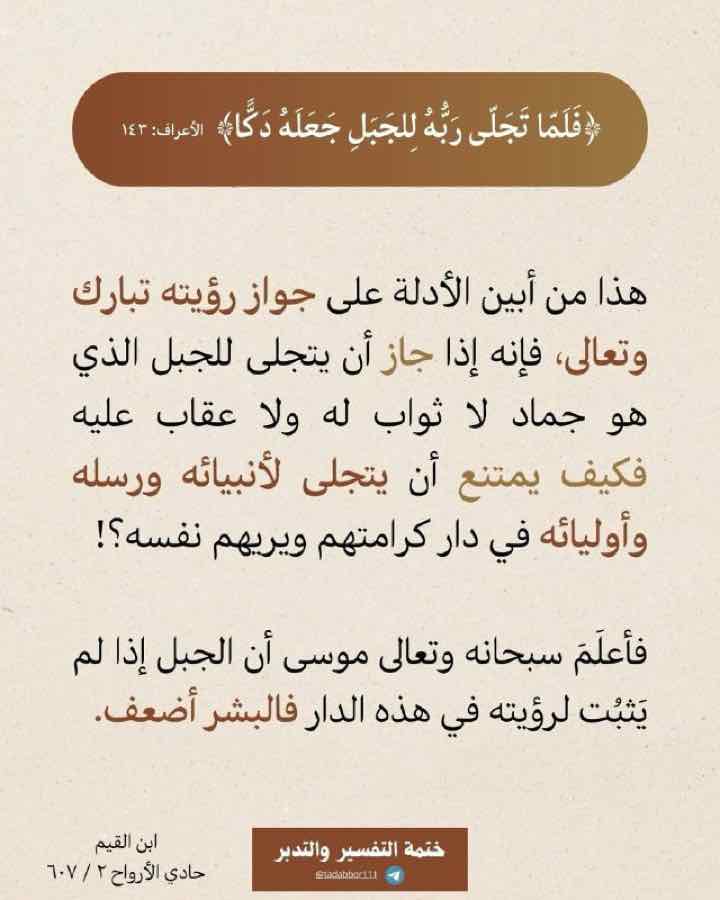 ﴿فَلَمّا تَجَلّى رَبُّهُ لِلجَبَلِ جَعَلَهُ دَكًّا﴾ الأعراف: ١٤٣
هذا من أبين الأدلة على جواز رؤيته تبارك
وتعالى، فإنه إذا جاز أن يتجلى للجبل الذي
هو جماد لا ثواب له ولا عقاب عليه
فكيف يمتنع أن يتجلى لأنبيائه ورسله
وأوليائه في دار كرامتهم ويريهم نفسه؟!
فأعلَمَ سبحانه وتعالى موسى أن الجبل إذا لم
يَثبُت لرؤيته في هذه الدار فالبشر أضعف.
ختمة التفسير والتدبر
@tadabbor111
ابن القيم
حادي الأرواح ٢ / ٦٠٧